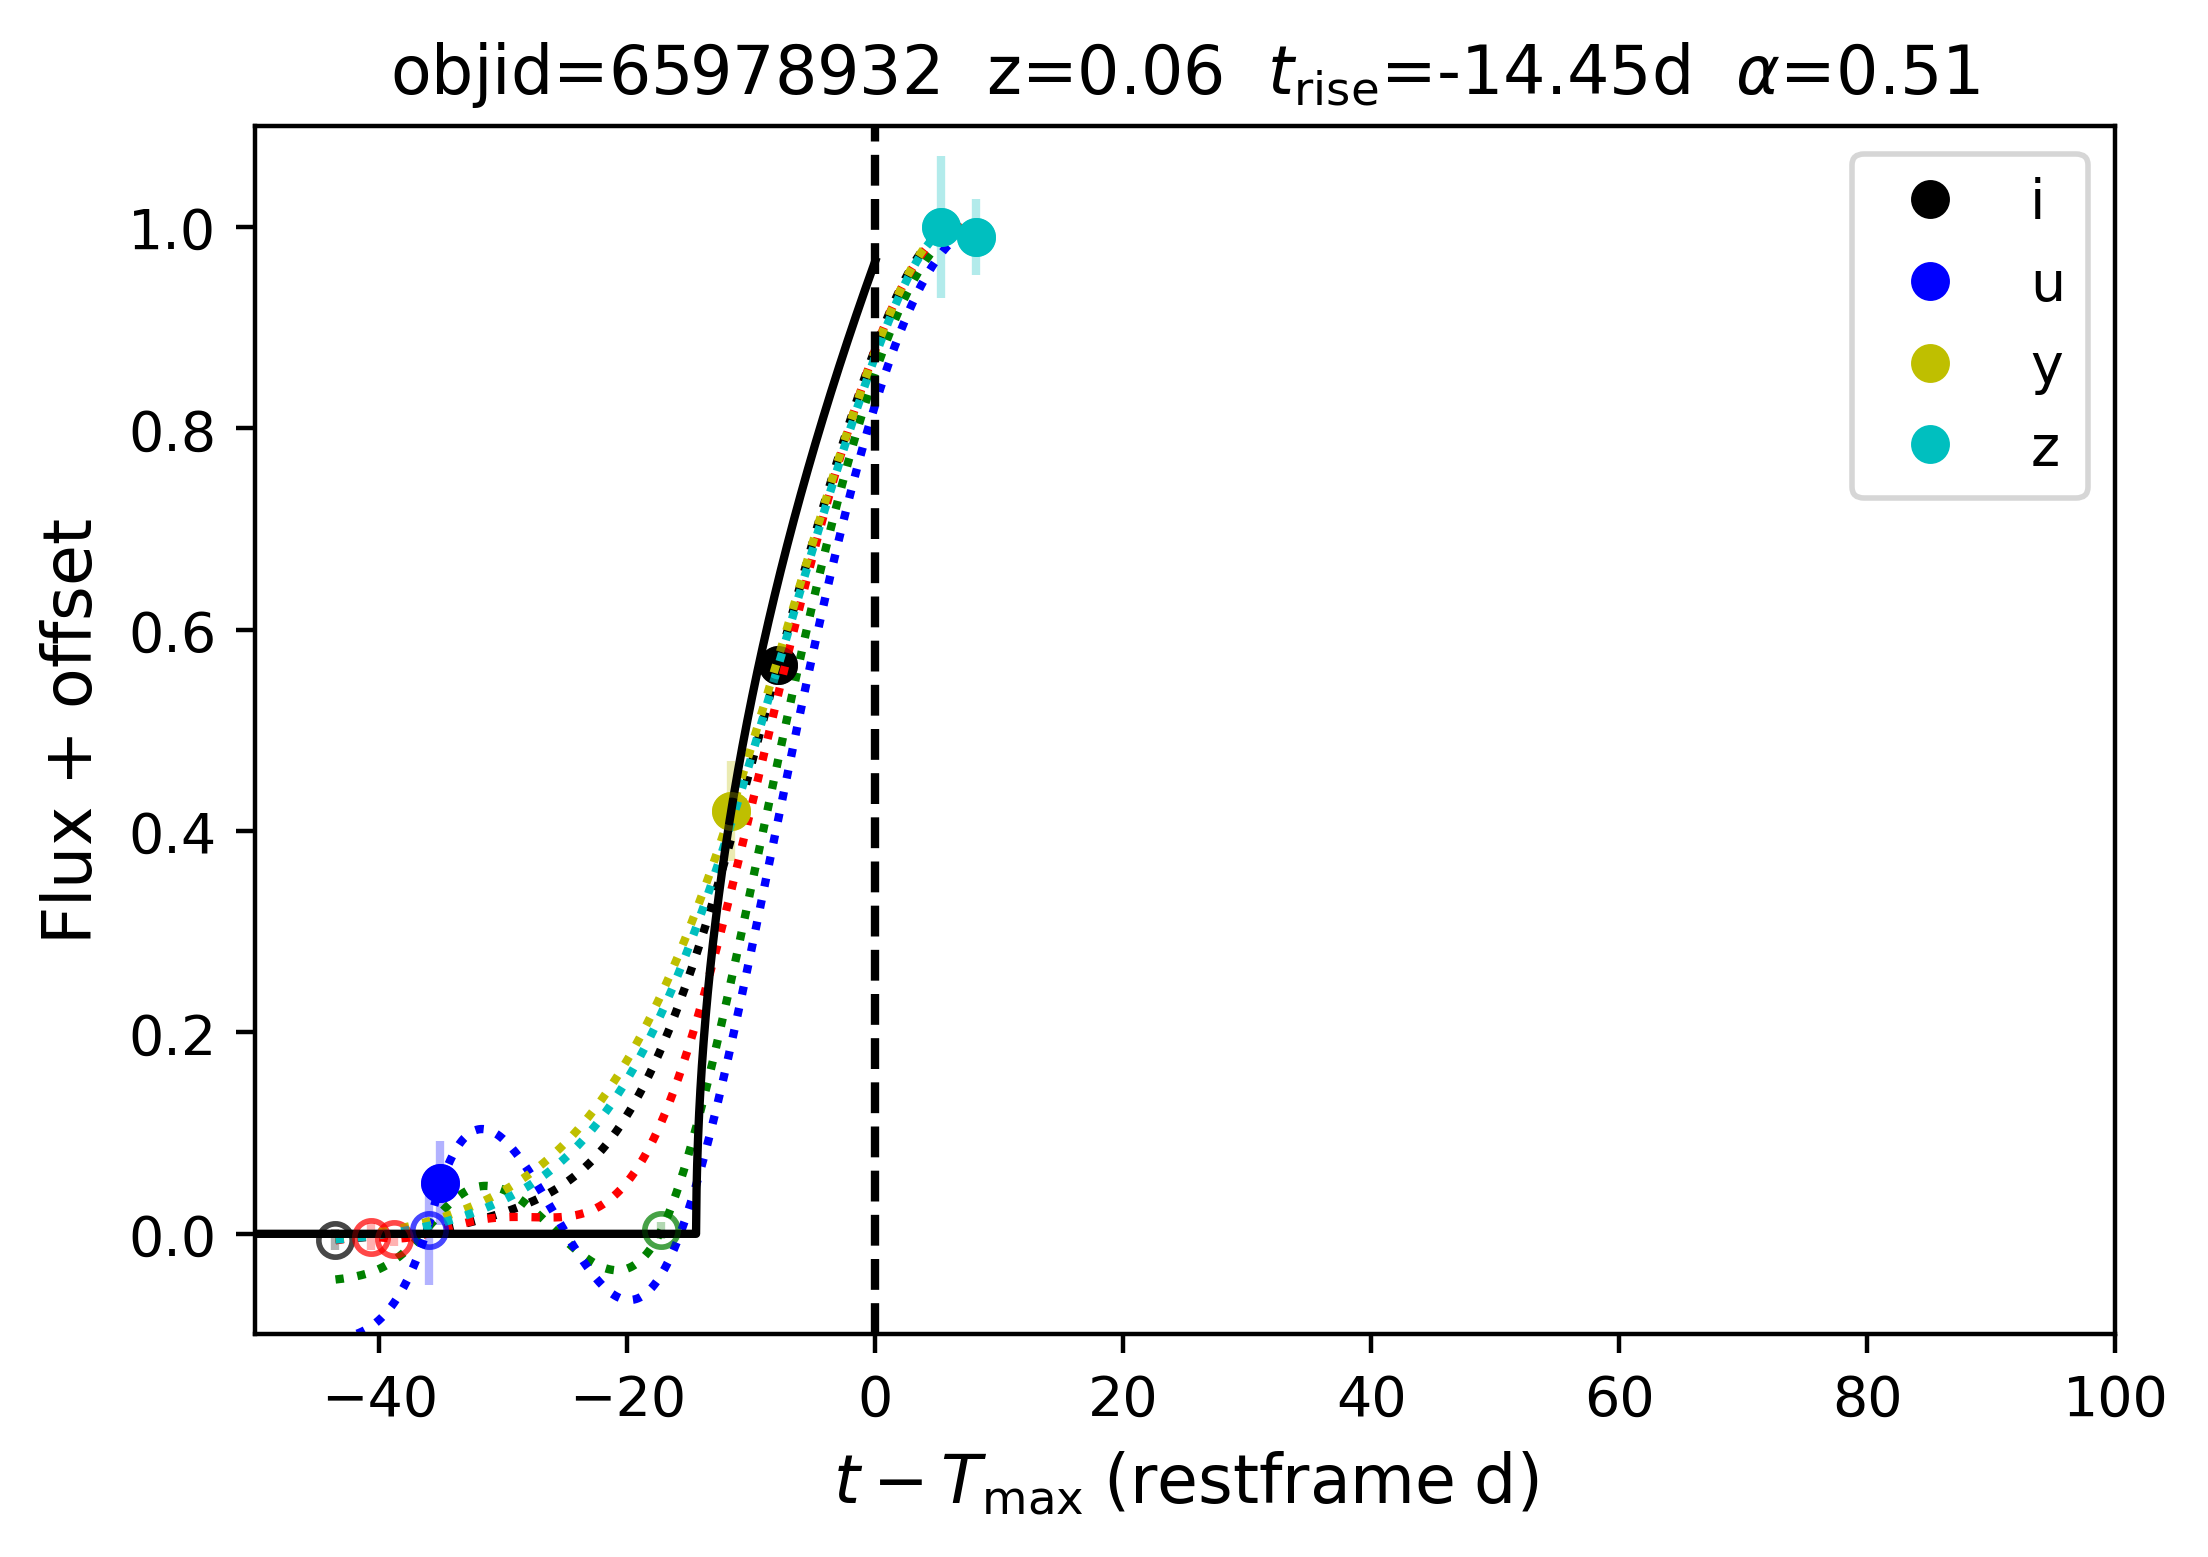 objid=65978932 z=0.06 t_rise=-14.45d α=0.51
i
u
y
z
1.0
0.8
0.6
0.4
0.2
0.0
Flux + offset
−40 −20 0 20 40 60 80 100
t − T_max (restframe d)